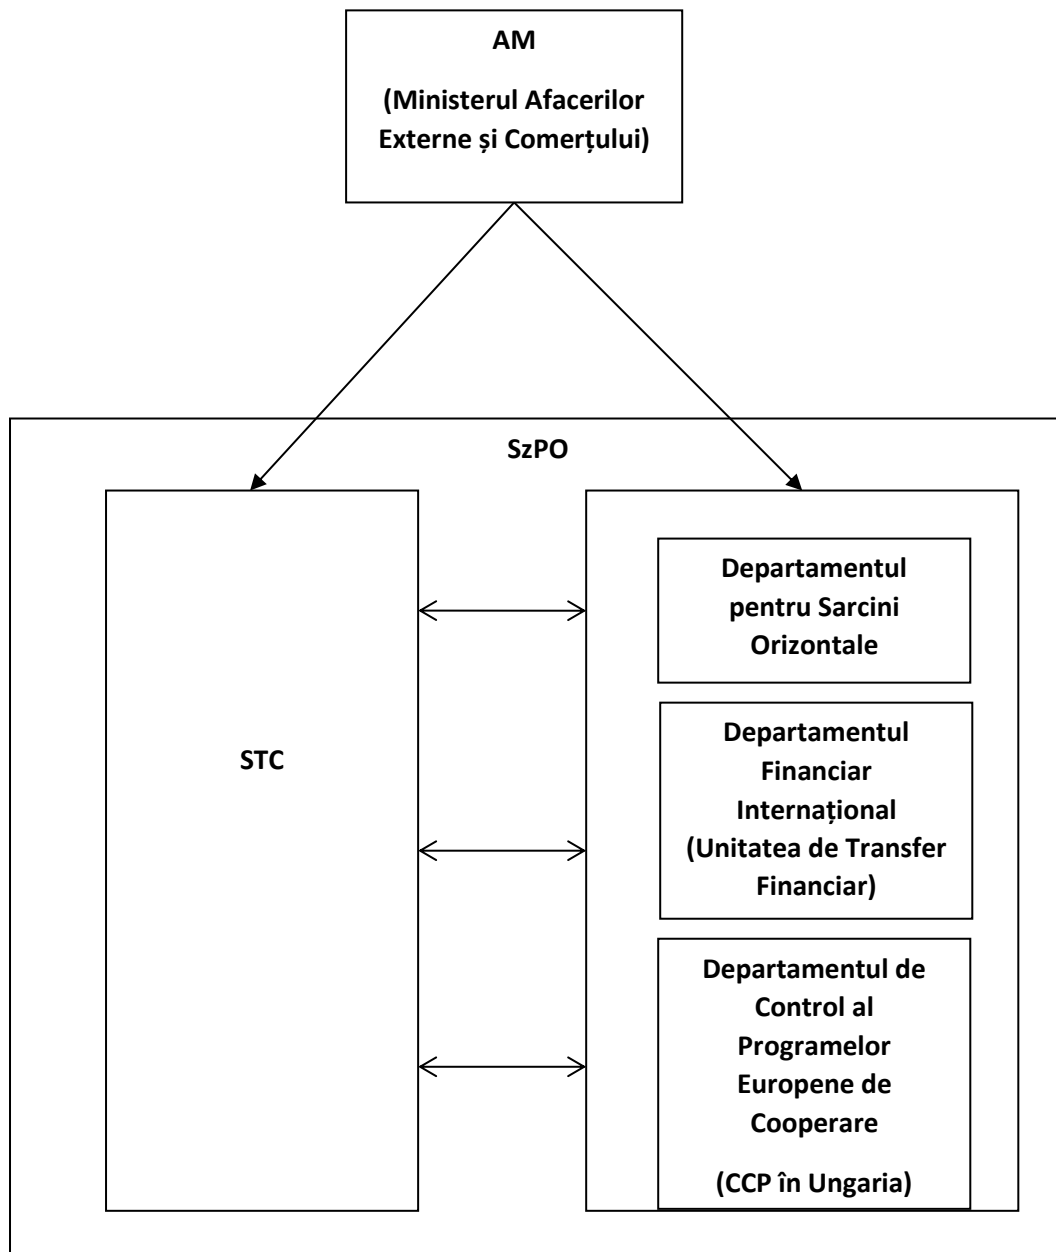 AM
(Ministerul Afacerilor
Externe și Comerțului)
SzPO
STC
Departamentul
pentru Sarcini
Orizontale
Departamentul
Financiar
Internațional
(Unitatea de Transfer
Financiar)
Departamentul de
Control al
Programelor
Europene de
Cooperare
(CCP în Ungaria)